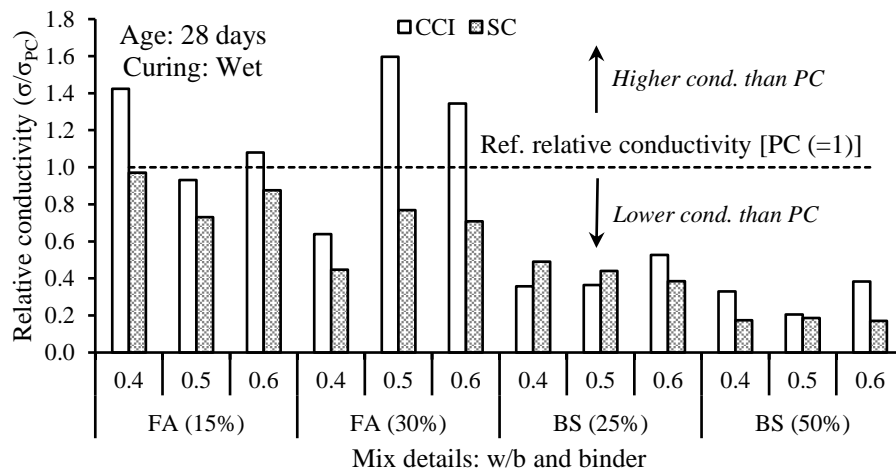 1.8
1.6
1.4
1.2
1.0
0.8
0.6
0.4
0.2
0.0
Relative conductivity (σ/σPC)
Age: 28 days
Curing: Wet
CCI SC
Higher cond. than PC
Ref. relative conductivity [PC (=1)]
Lower cond. than PC
0.4 0.5 0.6 0.4 0.5 0.6 0.4 0.5 0.6 0.4 0.5 0.6
FA (15%) FA (30%) BS (25%) BS (50%)
Mix details: w/b and binder